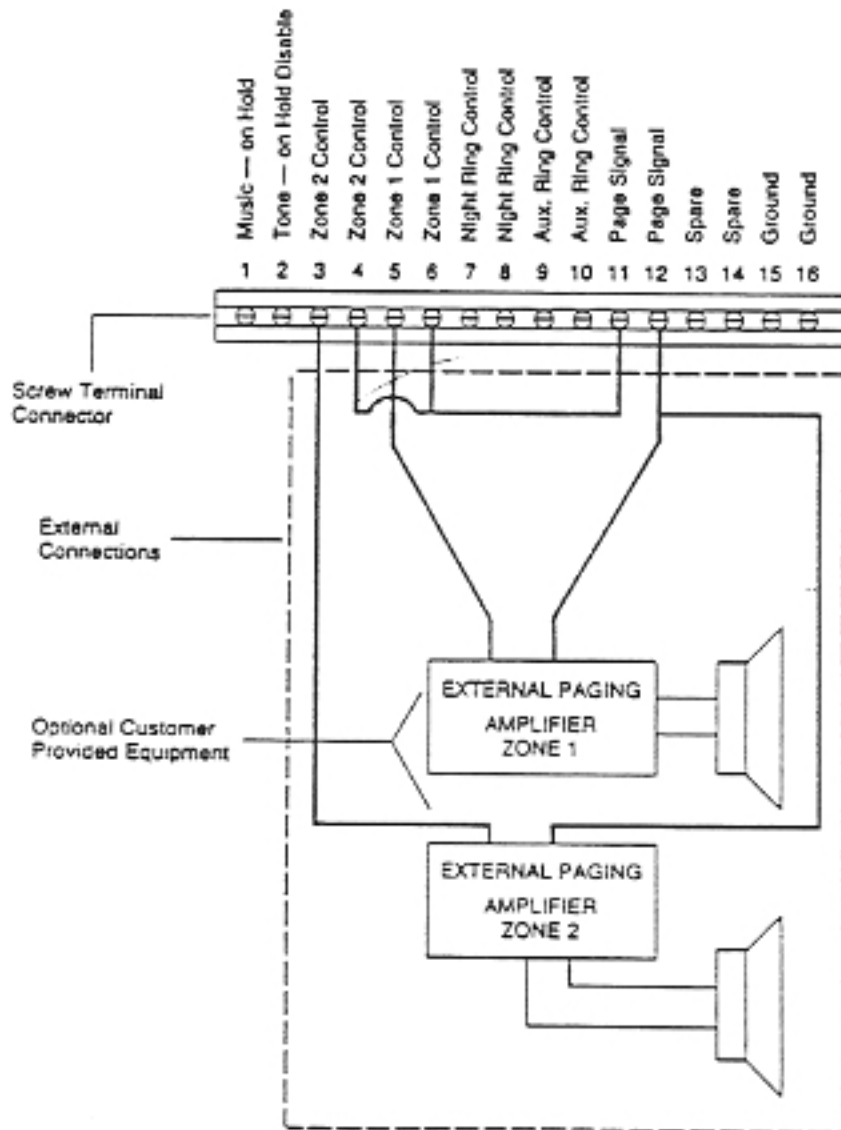 Music — on Hold
Tone — on Hold Disable
Zone 2 Control
Zone 2 Control
Zone 1 Control
Zone 1 Control
Night Ring Control
Night Ring Control
Aux. Ring Control
Aux. Ring Control
Page Signal
Page Signal
Spare
Spare
Ground
Ground
1 2 3 4 5 6 7 8 9 10 11 12 13 14 15 16
Screw Terminal
Connector
External
Connections
EXTERNAL PAGING
AMPLIFIER
ZONE 1
Optional Customer
Provided Equipment
EXTERNAL PAGING
AMPLIFIER
ZONE 2